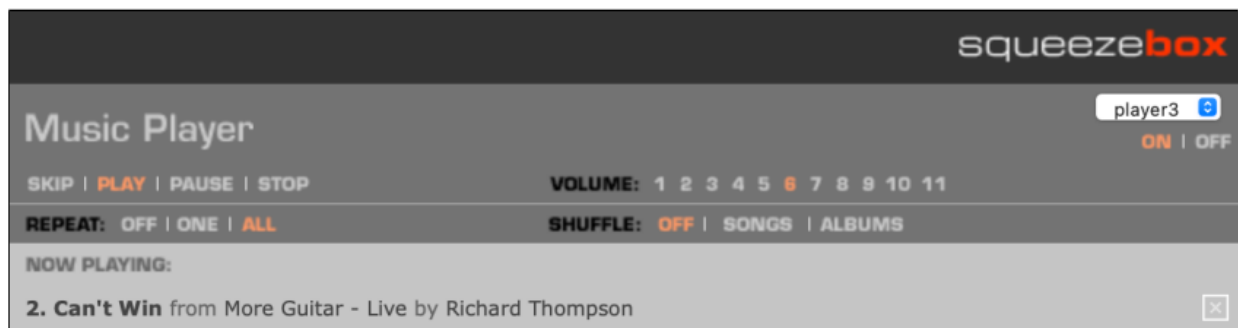 squeezebox
Music Player
player3
ON | OFF
SKIP | PLAY | PAUSE | STOP
VOLUME: 1 2 3 4 5 6 7 8 9 10 11
REPEAT: OFF | ONE | ALL
SHUFFLE: OFF | SONGS | ALBUMS
NOW PLAYING:
2. Can't Win from More Guitar - Live by Richard Thompson